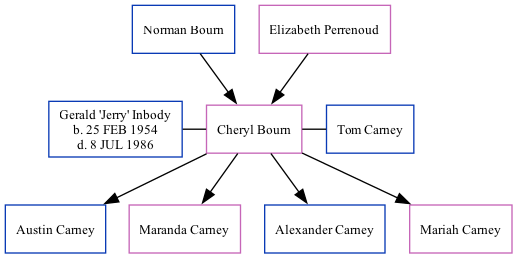 Norman Bourn
Elizabeth Perrenoud
Gerald 'Jerry' Inbody
b. 25 FEB 1954
d. 8 JUL 1986
Cheryl Bourn
Tom Carney
Austin Carney
Maranda Carney
Alexander Carney
Mariah Carney